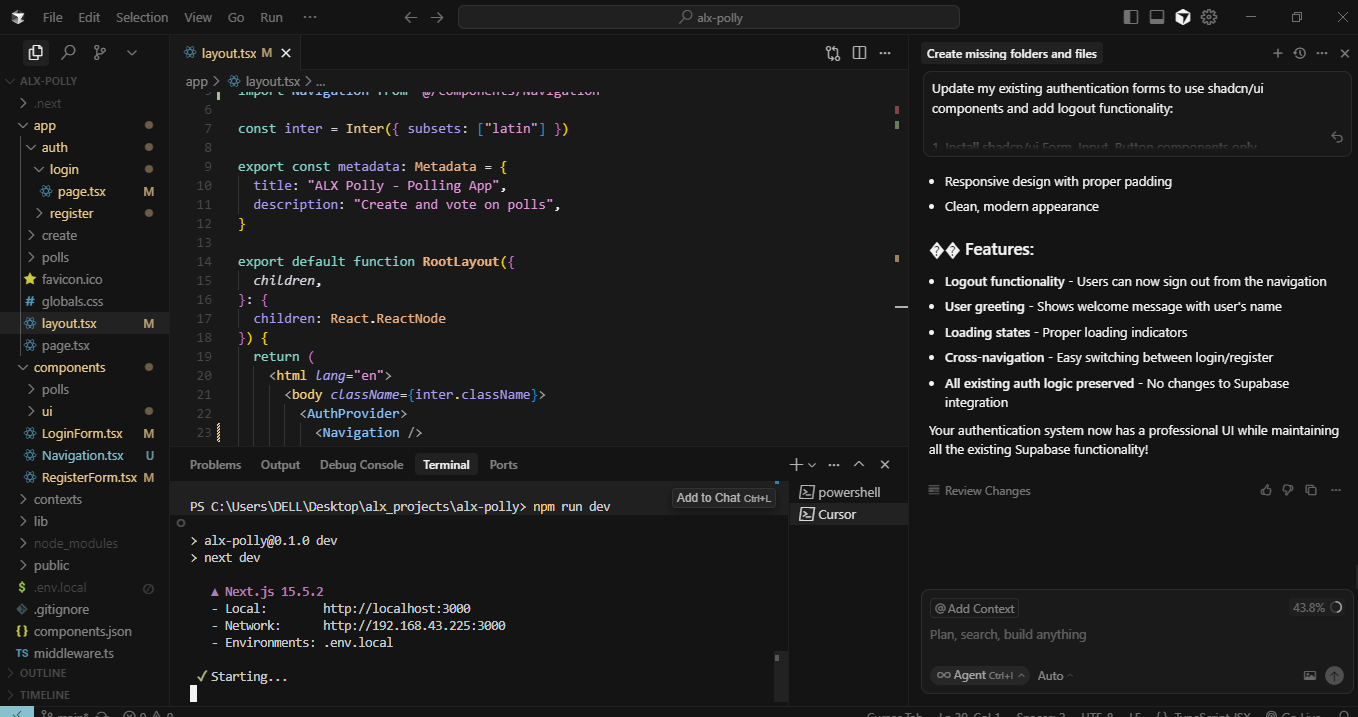 File Edit Selection View Go Run ···
alx-polly
ALX-POLLY
.next
app
auth
login
page.tsx M
register
create
polls
favicon.ico
# globals.css
layout.tsx M
page.tsx
components
polls
ui
LoginForm.tsx M
Navigation.tsx U
RegisterForm.tsx M
contexts
lib
node_modules
public
$ .env.local
.gitignore
{} components.json
TS middleware.ts
OUTLINE
TIMELINE
layout.tsx M
app > layout.tsx > ...
import Navigation from "@/components/Navigation"
6
7 const inter = Inter({ subsets: ["latin"] })
8
9 export const metadata: Metadata = {
10 title: "ALX Polly - Polling App",
11 description: "Create and vote on polls",
12 }
13
14 export default function RootLayout({
15 children,
16 }: {
17 children: React.ReactNode
18 }) {
19 return (
20 <html lang="en">
21 <body className={inter.className}>
22 <AuthProvider>
23 <Navigation />
Problems Output Debug Console Terminal Ports
Add to Chat Ctrl+L
PS C:\Users\DELL\Desktop\alx_projects\alx-polly> npm run dev
> alx-polly@0.1.0 dev
> next dev
▲ Next.js 15.5.2
- Local: http://localhost:3000
- Network: http://192.168.43.225:3000
- Environments: .env.local
✓ Starting...
powershell
Cursor
Create missing folders and files
Update my existing authentication forms to use shadcn/ui
components and add logout functionality:
1. Install shadcn/ui Form, Input, Button components only
• Responsive design with proper padding
• Clean, modern appearance
�� Features:
• Logout functionality - Users can now sign out from the navigation
• User greeting - Shows welcome message with user's name
• Loading states - Proper loading indicators
• Cross-navigation - Easy switching between login/register
• All existing auth logic preserved - No changes to Supabase
integration
Your authentication system now has a professional UI while maintaining
all the existing Supabase functionality!
Review Changes
@ Add Context
43.8%
Plan, search, build anything
∞ Agent Ctrl+I
Auto
main* 0 0 Cursor Tab Ln 30, Col 1 Spaces: 2 UTF-8 LF {} TypeScript JSX Go Live